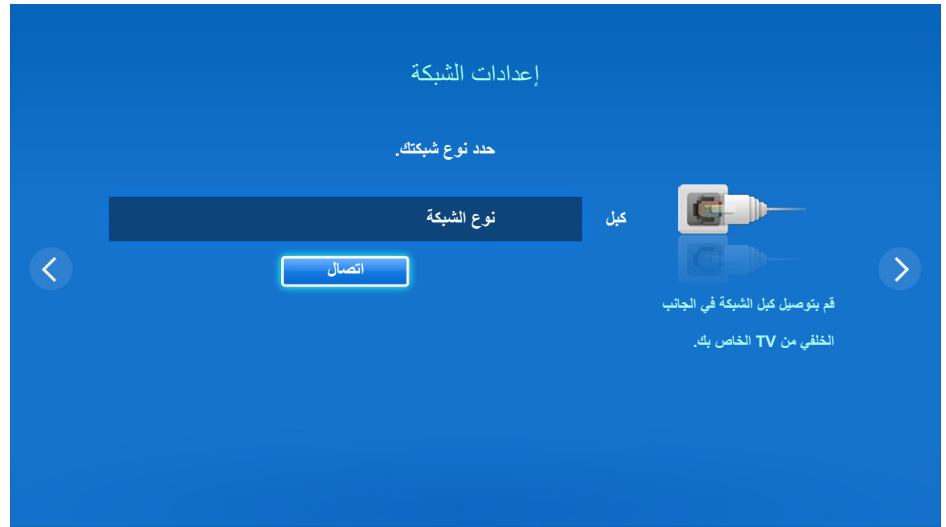 إعدادات الشبكة
حدد نوع شبكتك.
كبل
نوع الشبكة
اتصال
قم بتوصيل كبل الشبكة في الجانب
الخلفي من TV الخاص بك.